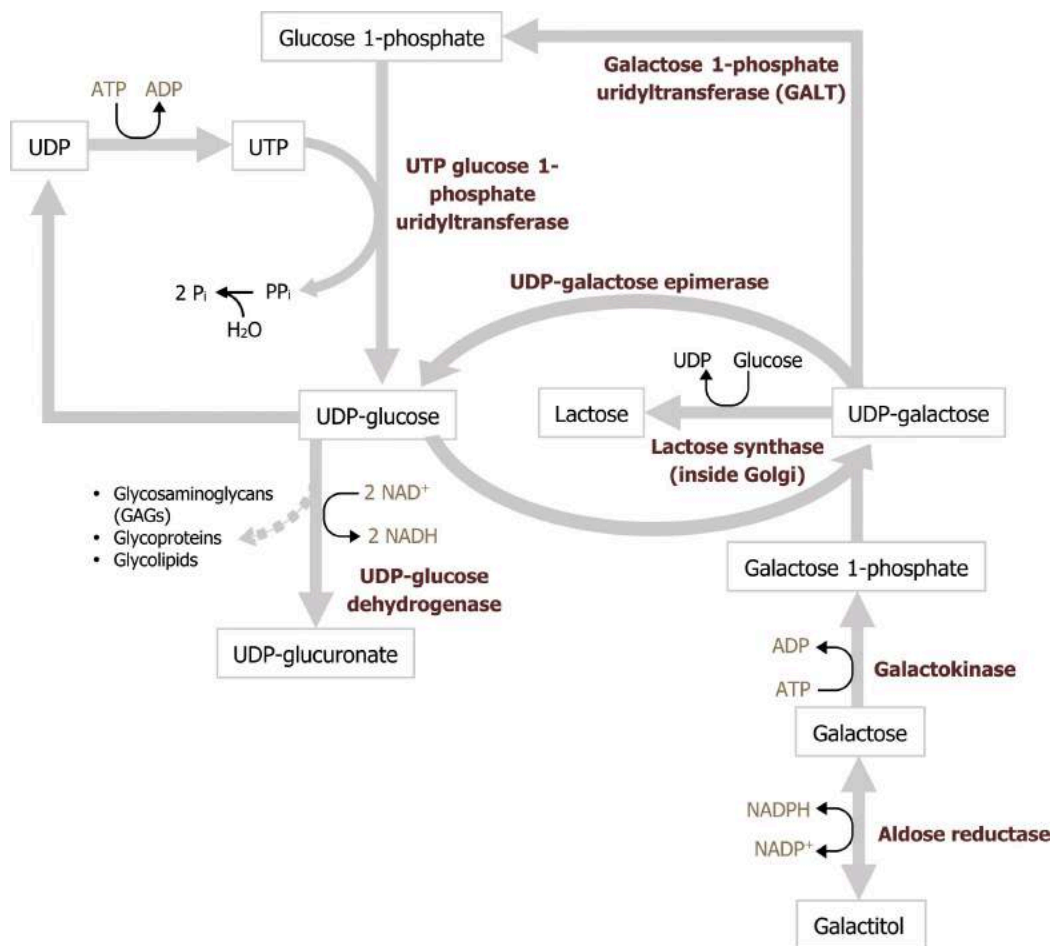 Glucose 1-phosphate
Galactose 1-phosphate
uridyltransferase (GALT)
ATP
ADP
UDP
UTP
UTP glucose 1-
phosphate
uridyltransferase
UDP-galactose epimerase
2 Pᵢ
PPᵢ
H₂O
UDP
Glucose
UDP-glucose
Lactose
UDP-galactose
Lactose synthase
(inside Golgi)
• Glycosaminoglycans
(GAGs)
• Glycoproteins
• Glycolipids
2 NAD⁺
2 NADH
UDP-glucose
dehydrogenase
Galactose 1-phosphate
UDP-glucuronate
ADP
ATP
Galactokinase
Galactose
NADPH
NADP⁺
Aldose reductase
Galactitol